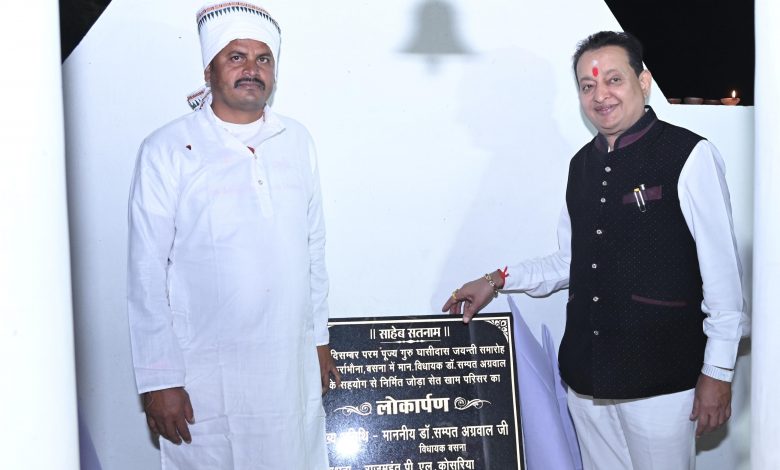 || साहेब सतनाम ||
दिसम्बर परम पूज्य गुरु घासीदास जयन्ती समारोह
बसना में मान. विधायक डॉ. सम्पत अग्रवाल
के सहयोग से निर्मित जोड़ा सेत खाम परिसर का
लोकार्पण
- माननीय डॉ. सम्पत अग्रवाल जी
विधायक बसना
पी. एल. कोसरिया